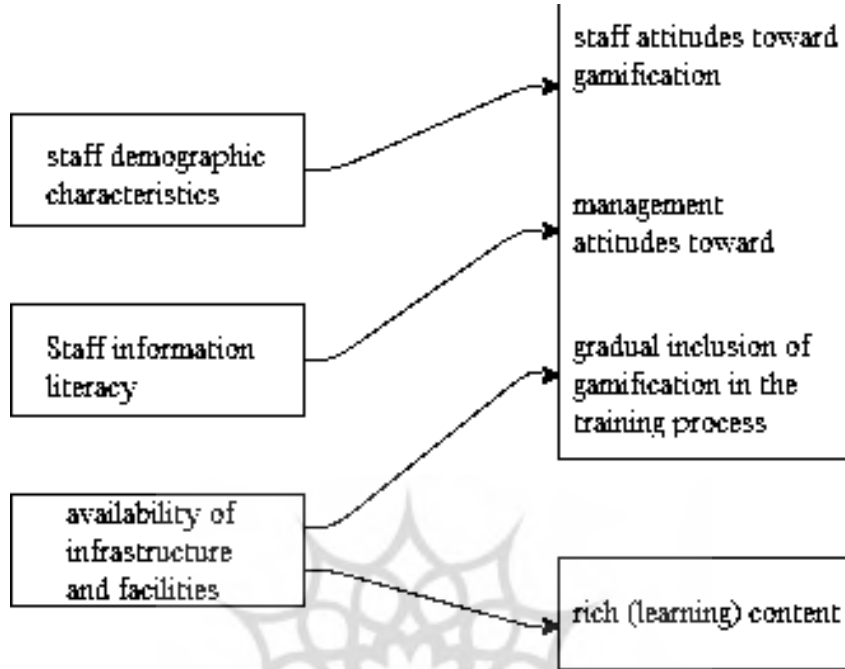 staff attitudes toward
gamification
staff demographic
characteristics
management
attitudes toward
Staff information
literacy
gradual inclusion of
gamification in the
training process
availability of
infrastructure
and facilities
rich (learning) content